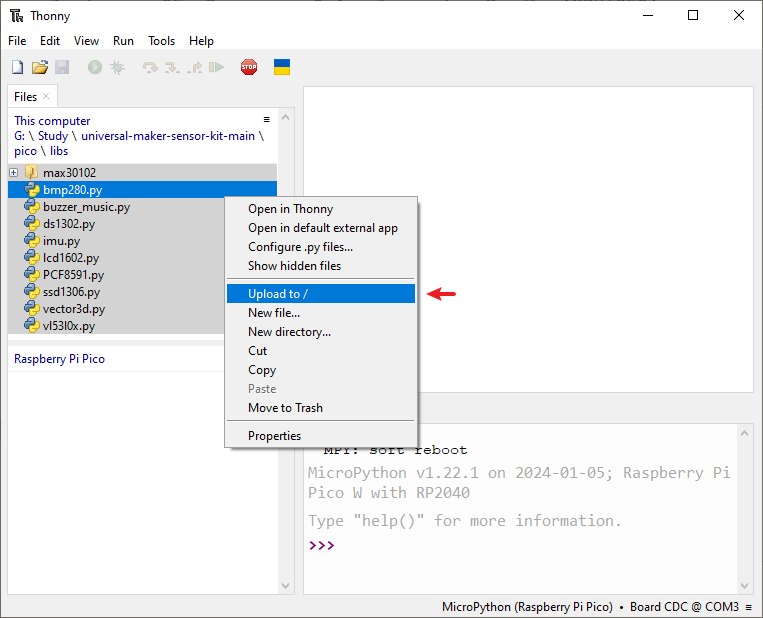 Thonny
File Edit View Run Tools Help
STOP
Files
This computer
G: \ Study \ universal-maker-sensor-kit-main \
pico \ libs
max30102
bmp280.py
buzzer_music.py
ds1302.py
imu.py
lcd1602.py
PCF8591.py
ssd1306.py
vector3d.py
vl53l0x.py
Raspberry Pi Pico
Open in Thonny
Open in default external app
Configure .py files...
Show hidden files
Upload to /
New file...
New directory...
Cut
Copy
Paste
Move to Trash
Properties
MPY: soft reboot
MicroPython v1.22.1 on 2024-01-05; Raspberry Pi
Pico W with RP2040
Type "help()" for more information.
>>>
MicroPython (Raspberry Pi Pico) • Board CDC @ COM3 ≡